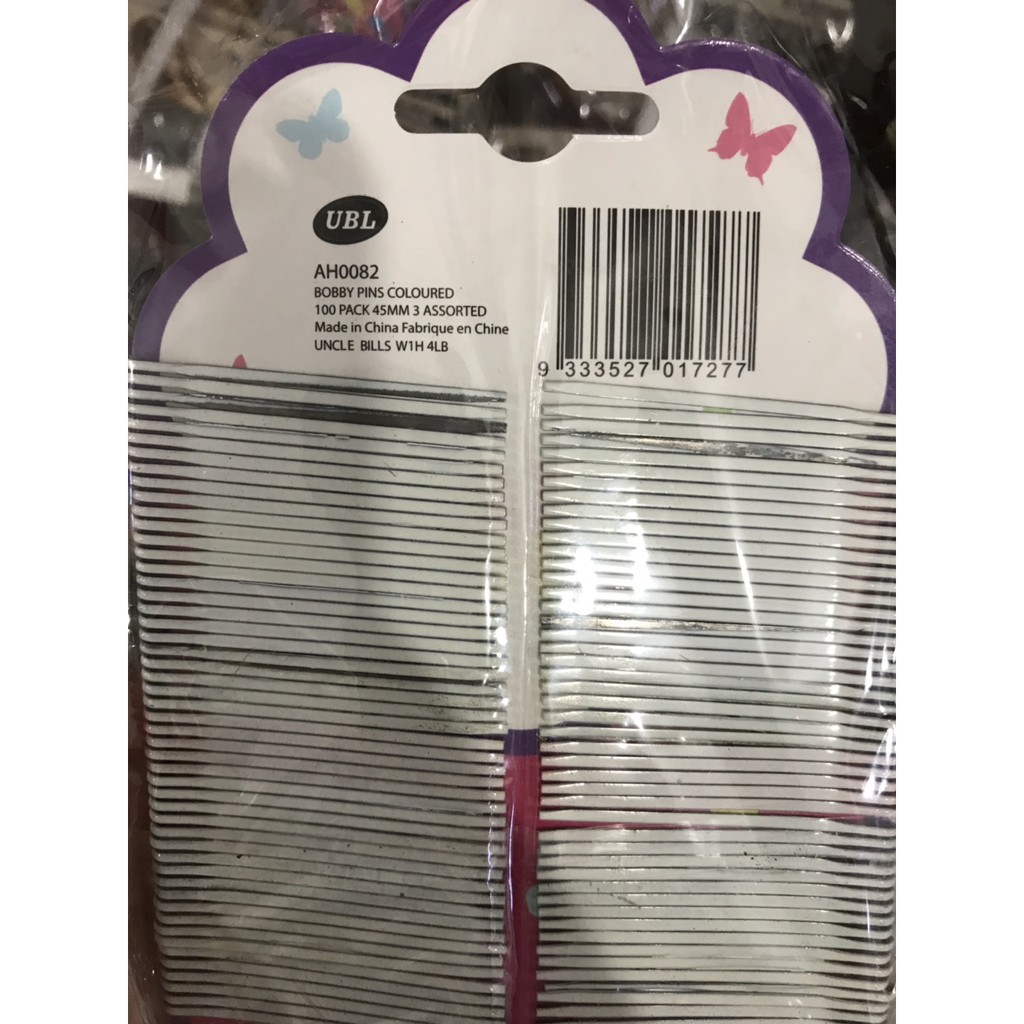 UBL
AH0082
BOBBY PINS COLOURED
100 PACK 45MM 3 ASSORTED
Made in China Fabrique en Chine
UNCLE BILLS W1H 4LB
9 333527 017277